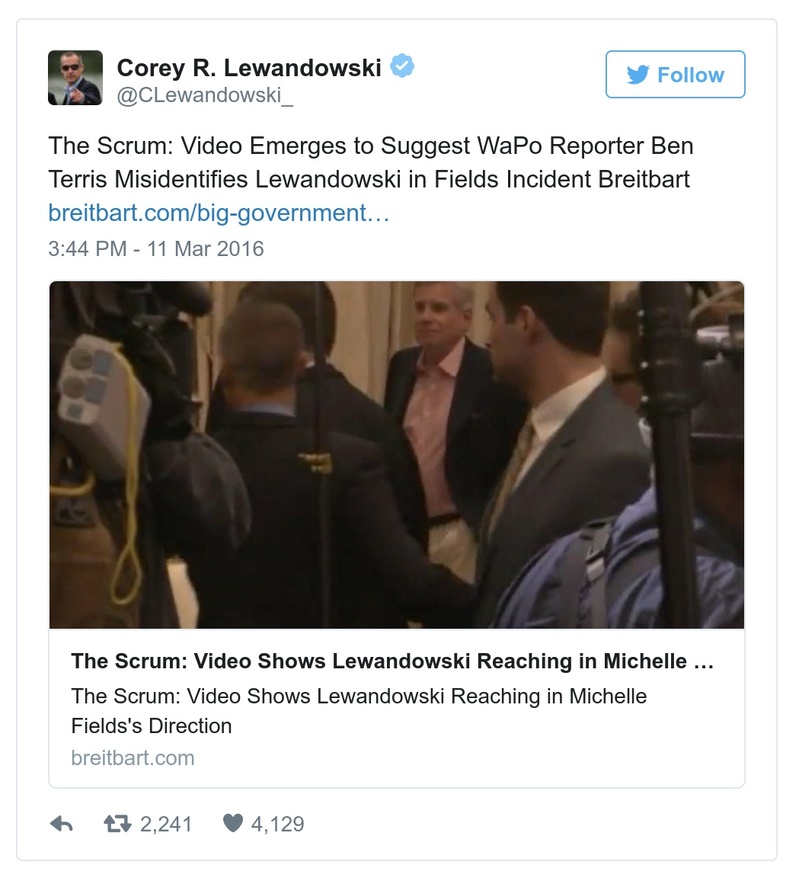 Corey R. Lewandowski
@CLewandowski_
Follow
The Scrum: Video Emerges to Suggest WaPo Reporter Ben
Terris Misidentifies Lewandowski in Fields Incident Breitbart
breitbart.com/big-government…
3:44 PM - 11 Mar 2016
The Scrum: Video Shows Lewandowski Reaching in Michelle ...
The Scrum: Video Shows Lewandowski Reaching in Michelle
Fields's Direction
breitbart.com
2,241 4,129